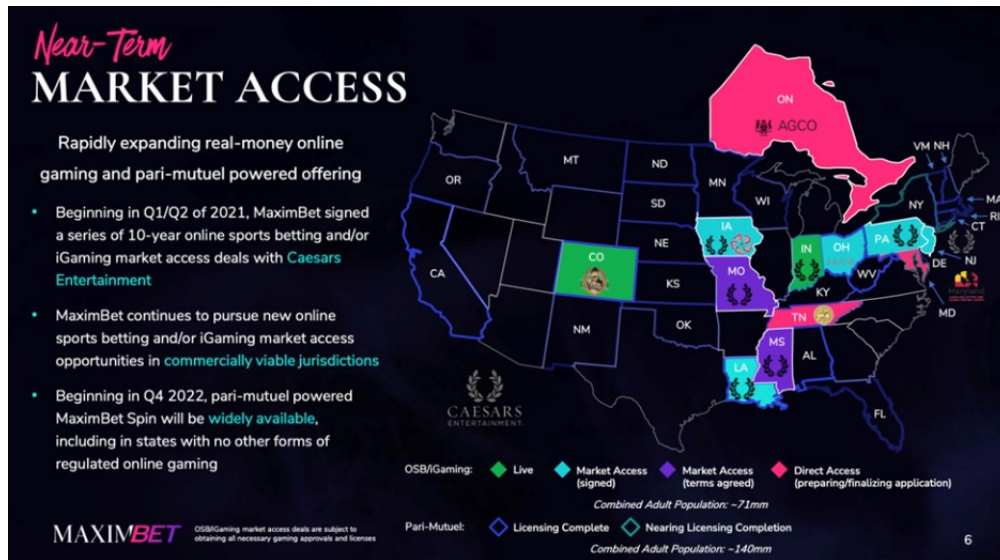 Near-Term
MARKET ACCESS
Rapidly expanding real-money online
gaming and pari-mutuel powered offering
• Beginning in Q1/Q2 of 2021, MaximBet signed
a series of 10-year online sports betting and/or
iGaming market access deals with Caesars
Entertainment
• MaximBet continues to pursue new online
sports betting and/or iGaming market access
opportunities in commercially viable jurisdictions
• Beginning in Q4 2022, pari-mutuel powered
MaximBet Spin will be widely available,
including in states with no other forms of
regulated online gaming
ON
AGCO
VM NH
MT
ND
OR
MN
SD
WI
NY
MA
RI
CT
IA
NE
PA
OH
IN
NJ
DE
CO
CA
MO
WV
KS
KY
Maryland
MD
TN
OK
NM
MS
AL
LA
FL
CAESARS
ENTERTAINMENT
OSB/iGaming: Live Market Access Market Access Direct Access
(signed) (terms agreed) (preparing/finalizing application)
Combined Adult Population: ~71mm
Pari-Mutuel: Licensing Complete Nearing Licensing Completion
Combined Adult Population: ~140mm
MAXIMBET
OSB/iGaming market access deals are subject to
obtaining all necessary gaming approvals and licenses
6